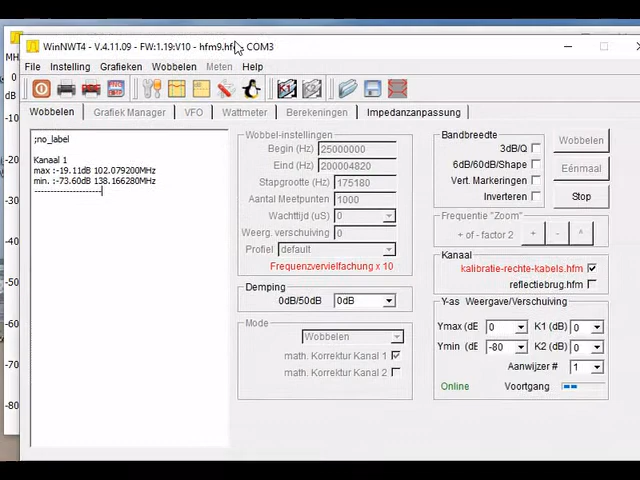 WinNWT4 - V.4.11.09 - FW:1.19:V10 - hfm9.hfm - COM3
File Instelling Grafieken Wobbelen Meten Help
Wobbelen Grafiek Manager VFO Wattmeter Berekeningen Impedantaanpassung
;no_label
Kanaal 1
max :-19.11dB 102.079200MHz
min. :-73.60dB 138.166280MHz
---------------------
Wobbel-instellingen
Begin (Hz) 25000000
Eind (Hz) 200004820
Stapgrootte (Hz) 175180
Aantal Meetpunten 1000
Wachttijd (uS) 0
Weerg. verschuiving 0
Profiel default
Frequenzvervielfachung x 10
Demping
0dB/50dB 0dB
Mode
Wobbelen
math. Korrektur Kanal 1
math. Korrektur Kanal 2
Bandbreedte
3dB/Q
6dB/60dB/Shape
Vert. Markeringen
Inverteren
Wobbelen
Eénmaal
Stop
Frequentie "Zoom"
+ of - factor 2 + - ^
Kanaal
kalibratie-rechte-kabels.hfm
reflectiebrug.hfm
Y-as Weergave/Verschuiving
Ymax (dE 0 K1(dB) 0
Ymin (dE -80 K2(dB) 0
Aanwijzer # 1
Online Voortgang
MH
0
dB
-10
-20
-30
-40
-50
-60
-70
-80